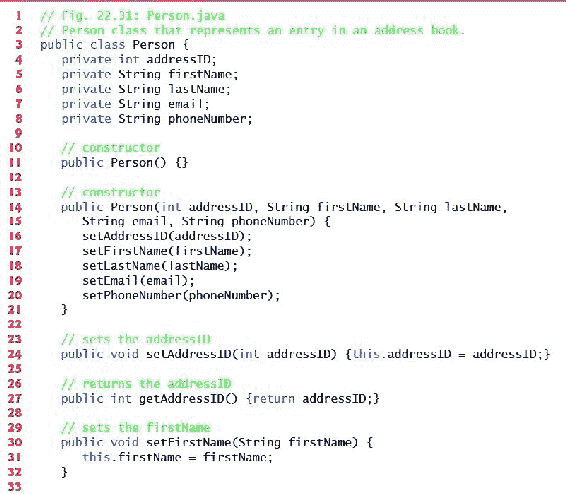 1 // Fig. 22.31: Person.java
2 // Person class that represents an entry in an address book.
3 public class Person {
4 private int addressID;
5 private String firstName;
6 private String lastName;
7 private String email;
8 private String phoneNumber;
9
10 // constructor
11 public Person() {}
12
13 // constructor
14 public Person(int addressID, String firstName, String lastName,
15 String email, String phoneNumber) {
16 setAddressID(addressID);
17 setFirstName(firstName);
18 setLastName(lastName);
19 setEmail(email);
20 setPhoneNumber(phoneNumber);
21 }
22
23 // sets the addressID
24 public void setAddressID(int addressID) {this.addressID = addressID;}
25
26 // returns the addressID
27 public int getAddressID() {return addressID;}
28
29 // sets the firstName
30 public void setFirstName(String firstName) {
31 this.firstName = firstName;
32 }
33